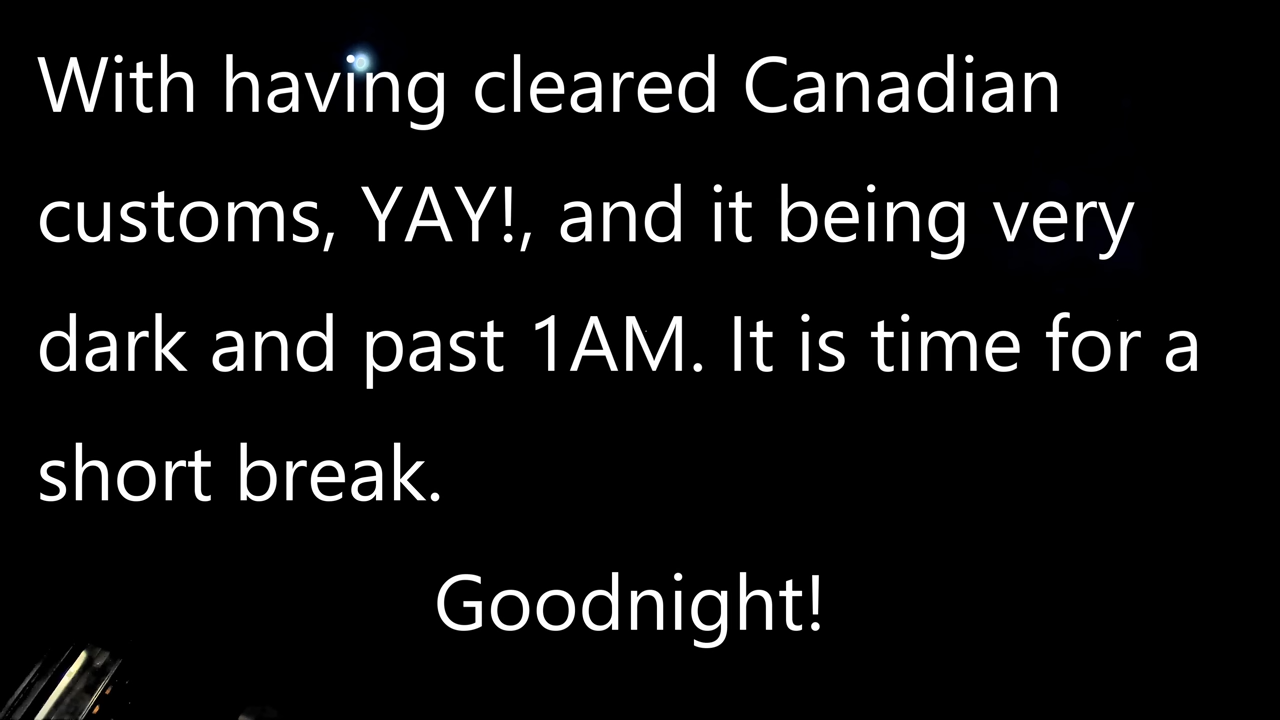 With having cleared Canadian
customs, YAY!, and it being very
dark and past 1AM. It is time for a
short break.
Goodnight!